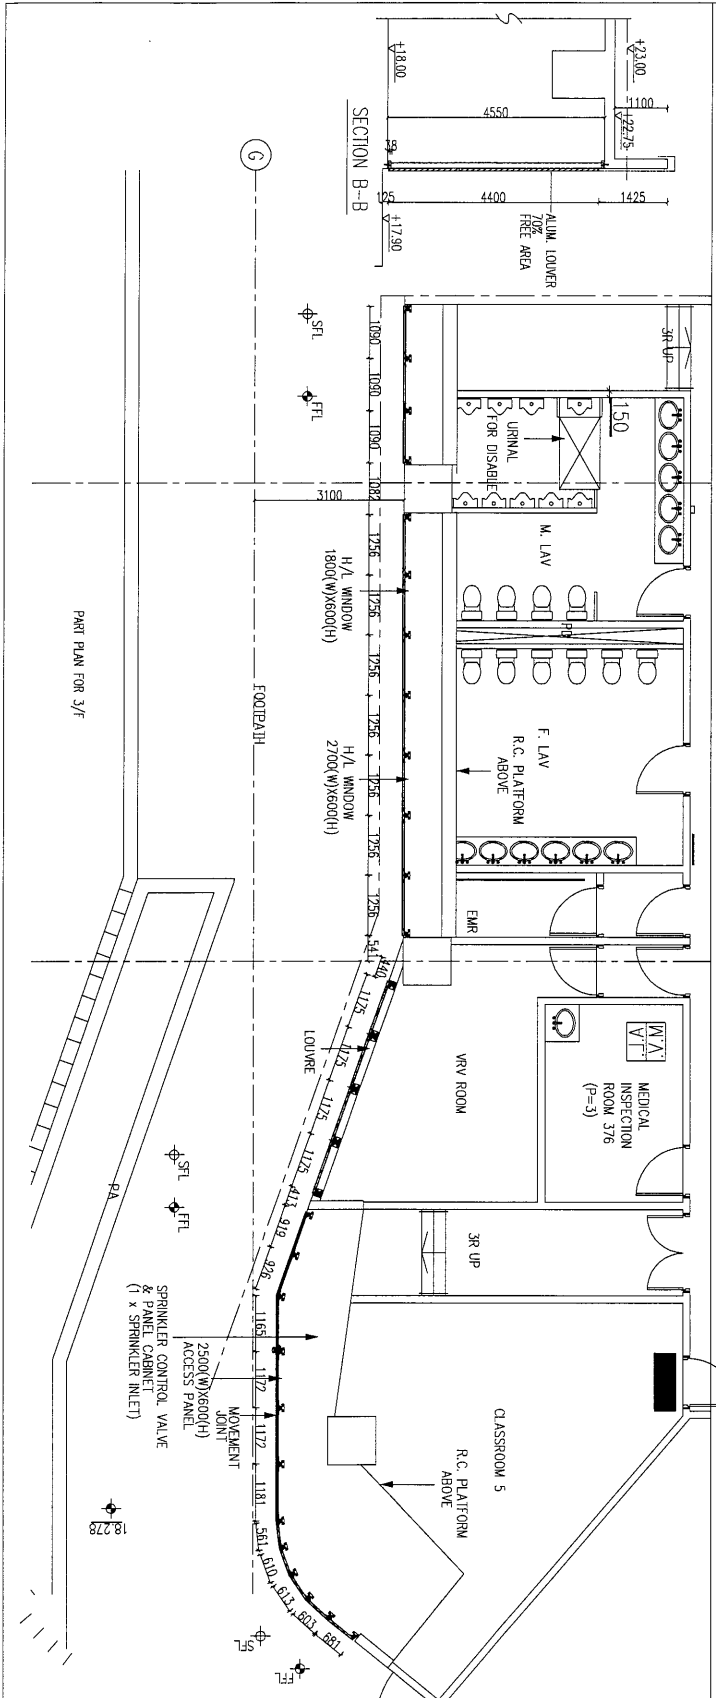 +18.00
+23.00
1100
+22.75
4550
38
SECTION B-B
125
4400
1425
+17.90
ALUM. LOUVER
70%
FREE AREA
G
SFL
FFL
1090
1090
1090
1082
1256
1256
1256
1256
1256
1256
1256
541
440
1175
1175
1175
1175
413
919
926
1165
1172
1172
1181
561
610
613
603
681
3100
3R UP
150
URINAL
FOR DISABLE
M. LAV
PD
F. LAV
R.C. PLATFORM
ABOVE
H/L WINDOW
1800(W)X600(H)
H/L WINDOW
2700(W)X600(H)
FOOTPATH
PART PLAN FOR 3/F
EMR
VRV ROOM
LOUVRE
M.V.
L.A
MEDICAL
INSPECTION
ROOM 376
(P=3)
3R UP
CLASSROOM 5
R.C. PLATFORM
ABOVE
SFL
FFL
PA
SPRINKLER CONTROL VALVE
& PANEL CABINET
(1 x SPRINKLER INLET)
2500(W)X600(H)
ACCESS PANEL
MOVEMENT
JOINT
18.278
SFL
FFL